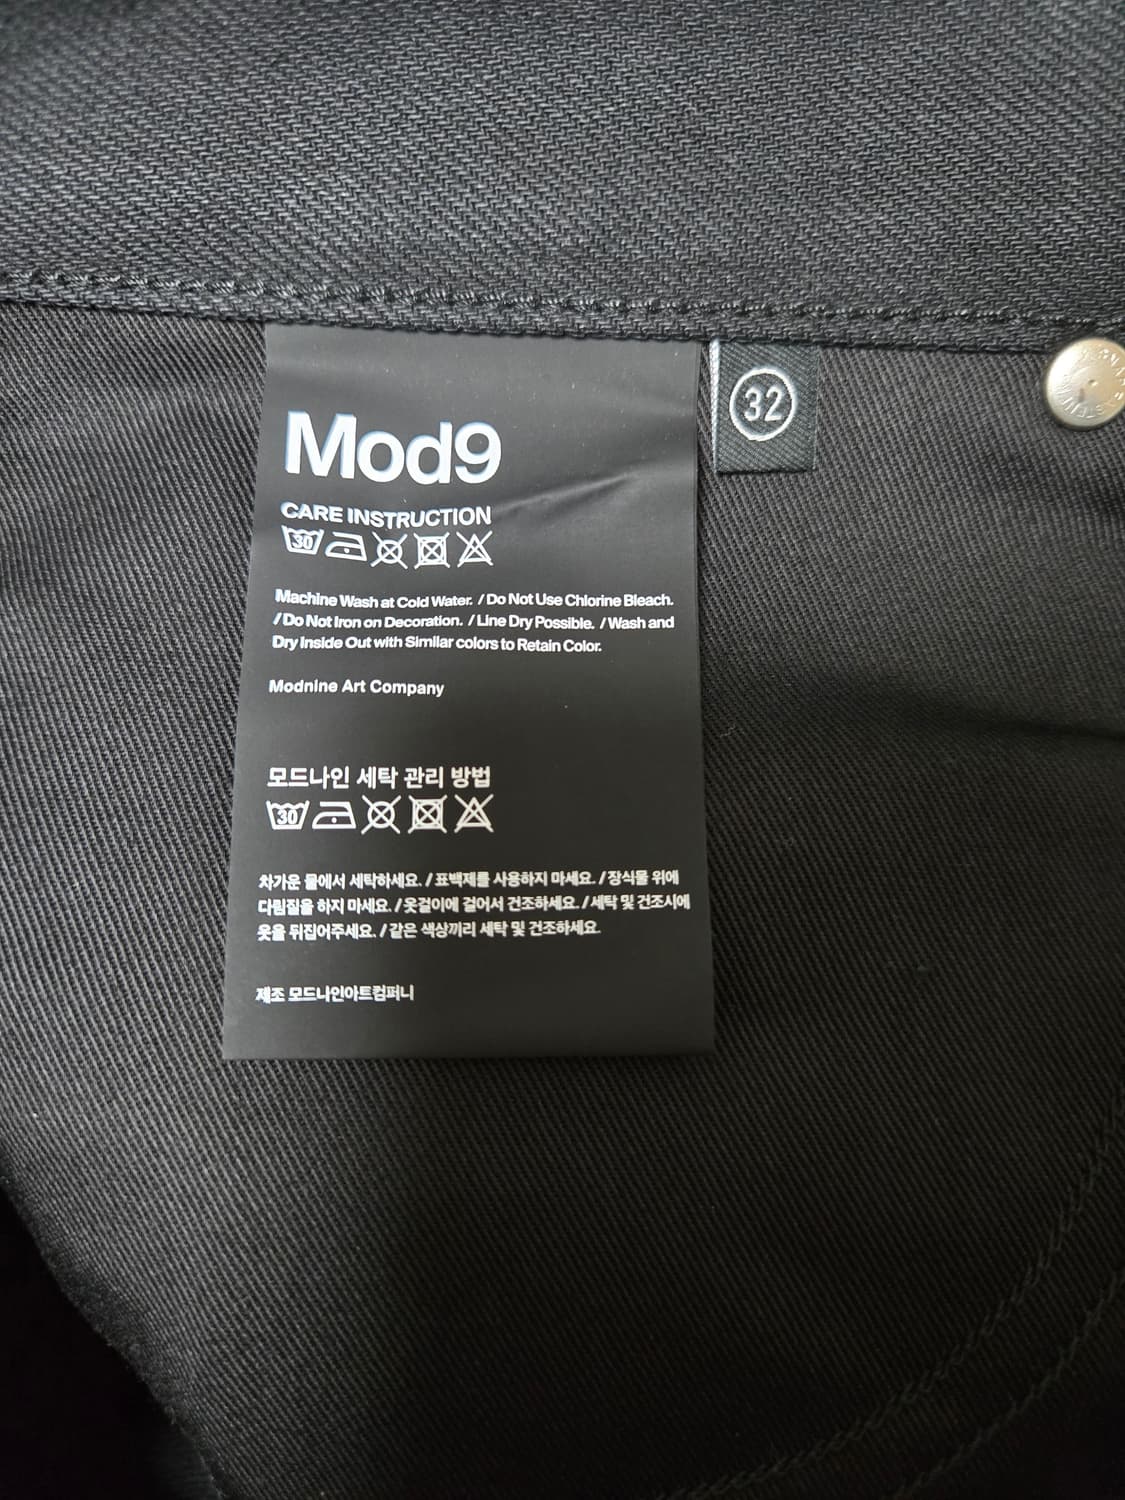 Mod9
32
CARE INSTRUCTION
30
Machine Wash at Cold Water. / Do Not Use Chlorine Bleach.
/ Do Not Iron on Decoration. / Line Dry Possible. / Wash and
Dry Inside Out with Similar colors to Retain Color.
Modnine Art Company
모드나인 세탁 관리 방법
30
차가운 물에서 세탁하세요. / 표백제를 사용하지 마세요. / 장식물 위에
다림질을 하지 마세요. / 옷걸이에 걸어서 건조하세요. / 세탁 및 건조시에
옷을 뒤집어주세요. / 같은 색상끼리 세탁 및 건조하세요.
제조 모드나인아트컴퍼니